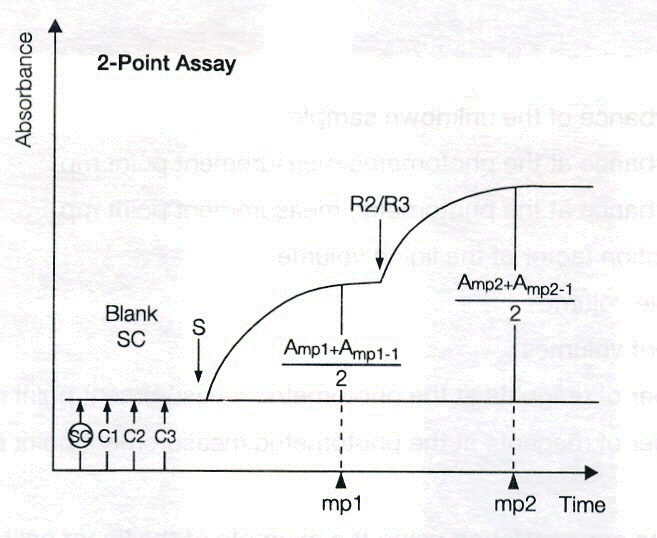 Absorbance
2-Point Assay
R2/R3
Blank
SC
S
Amp2+Amp2-1
2
Amp1+Amp1-1
2
SC C1 C2 C3
mp1
mp2
Time